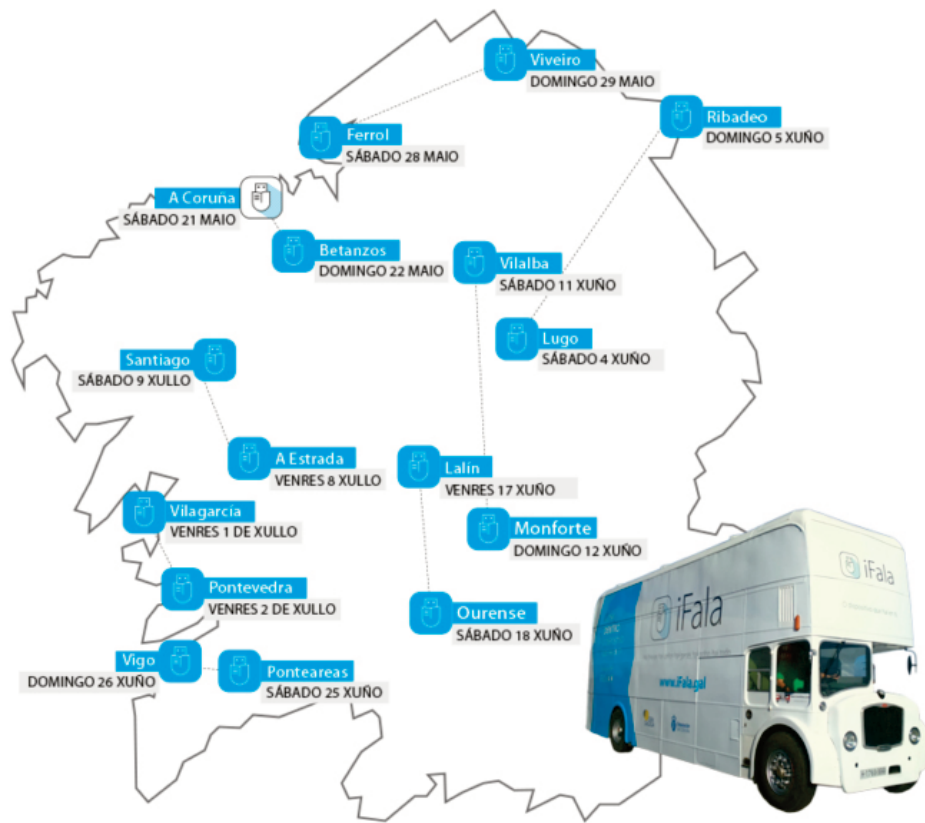 Viveiro
DOMINGO 29 MAIO
Ribadeo
DOMINGO 5 XUÑO
Ferrol
SÁBADO 28 MAIO
A Coruña
SÁBADO 21 MAIO
Betanzos
DOMINGO 22 MAIO
Vilalba
SÁBADO 11 XUÑO
Lugo
SÁBADO 4 XUÑO
Santiago
SÁBADO 9 XULLO
A Estrada
VENRES 8 XULLO
Lalín
VENRES 17 XUÑO
Vilagarcía
VENRES 1 DE XULLO
Monforte
DOMINGO 12 XUÑO
Pontevedra
VENRES 2 DE XULLO
Ourense
SÁBADO 18 XUÑO
Vigo
DOMINGO 26 XUÑO
Ponteareas
SÁBADO 25 XUÑO
iFala
iFala
www.iFala.gal